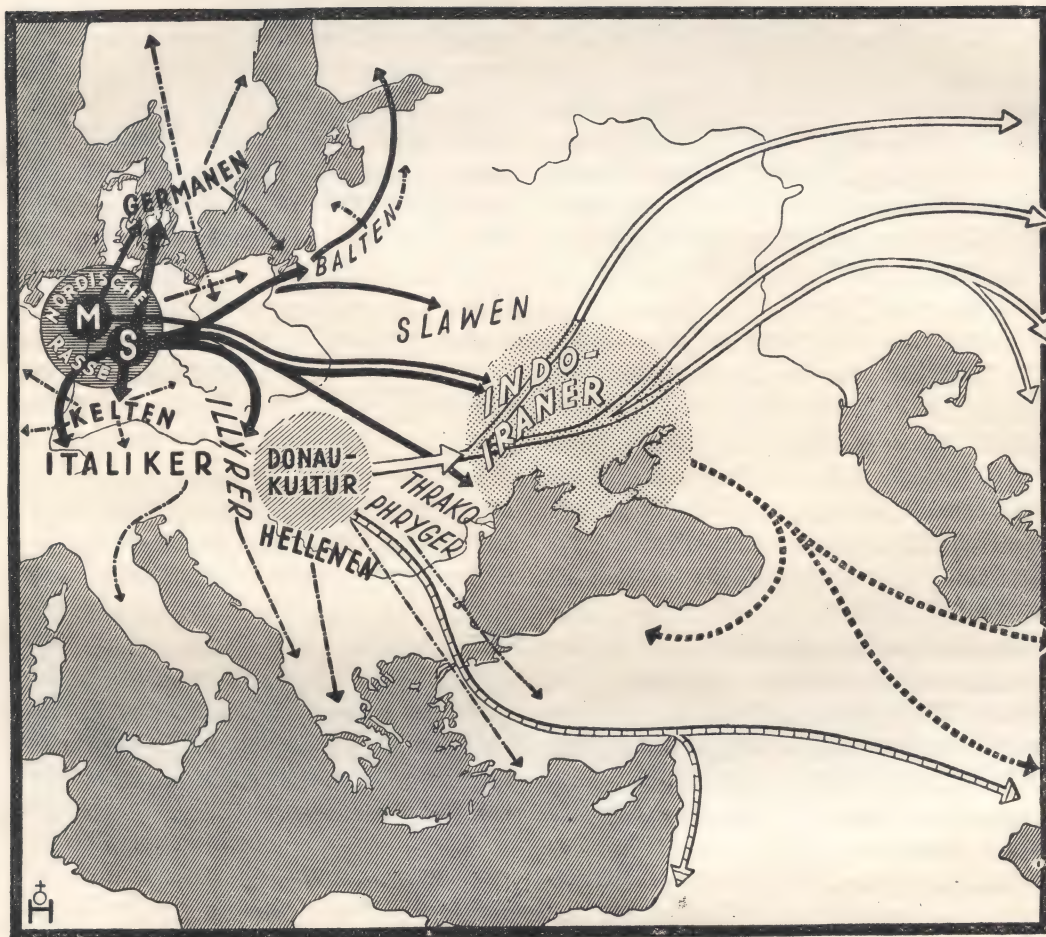 GERMANEN
NORDISCHE
RASSE
M
S
BALTEN
SLAWEN
KELTEN
ITALIKER
ILLYRER
DONAU-
KULTUR
HELLENEN
THRAKO
PHRYGER
INDO-
IRANER
H